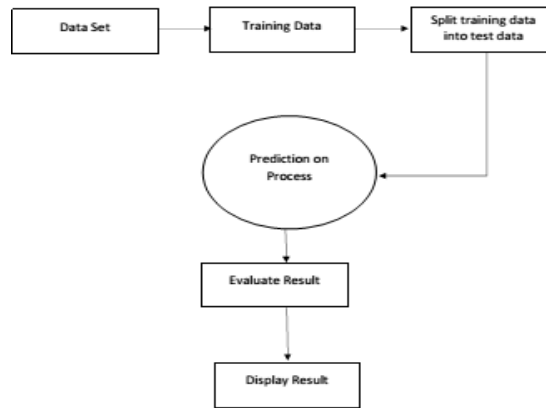 Data Set
Training Data
Split training data
into test data
Prediction on
Process
Evaluate Result
Display Result